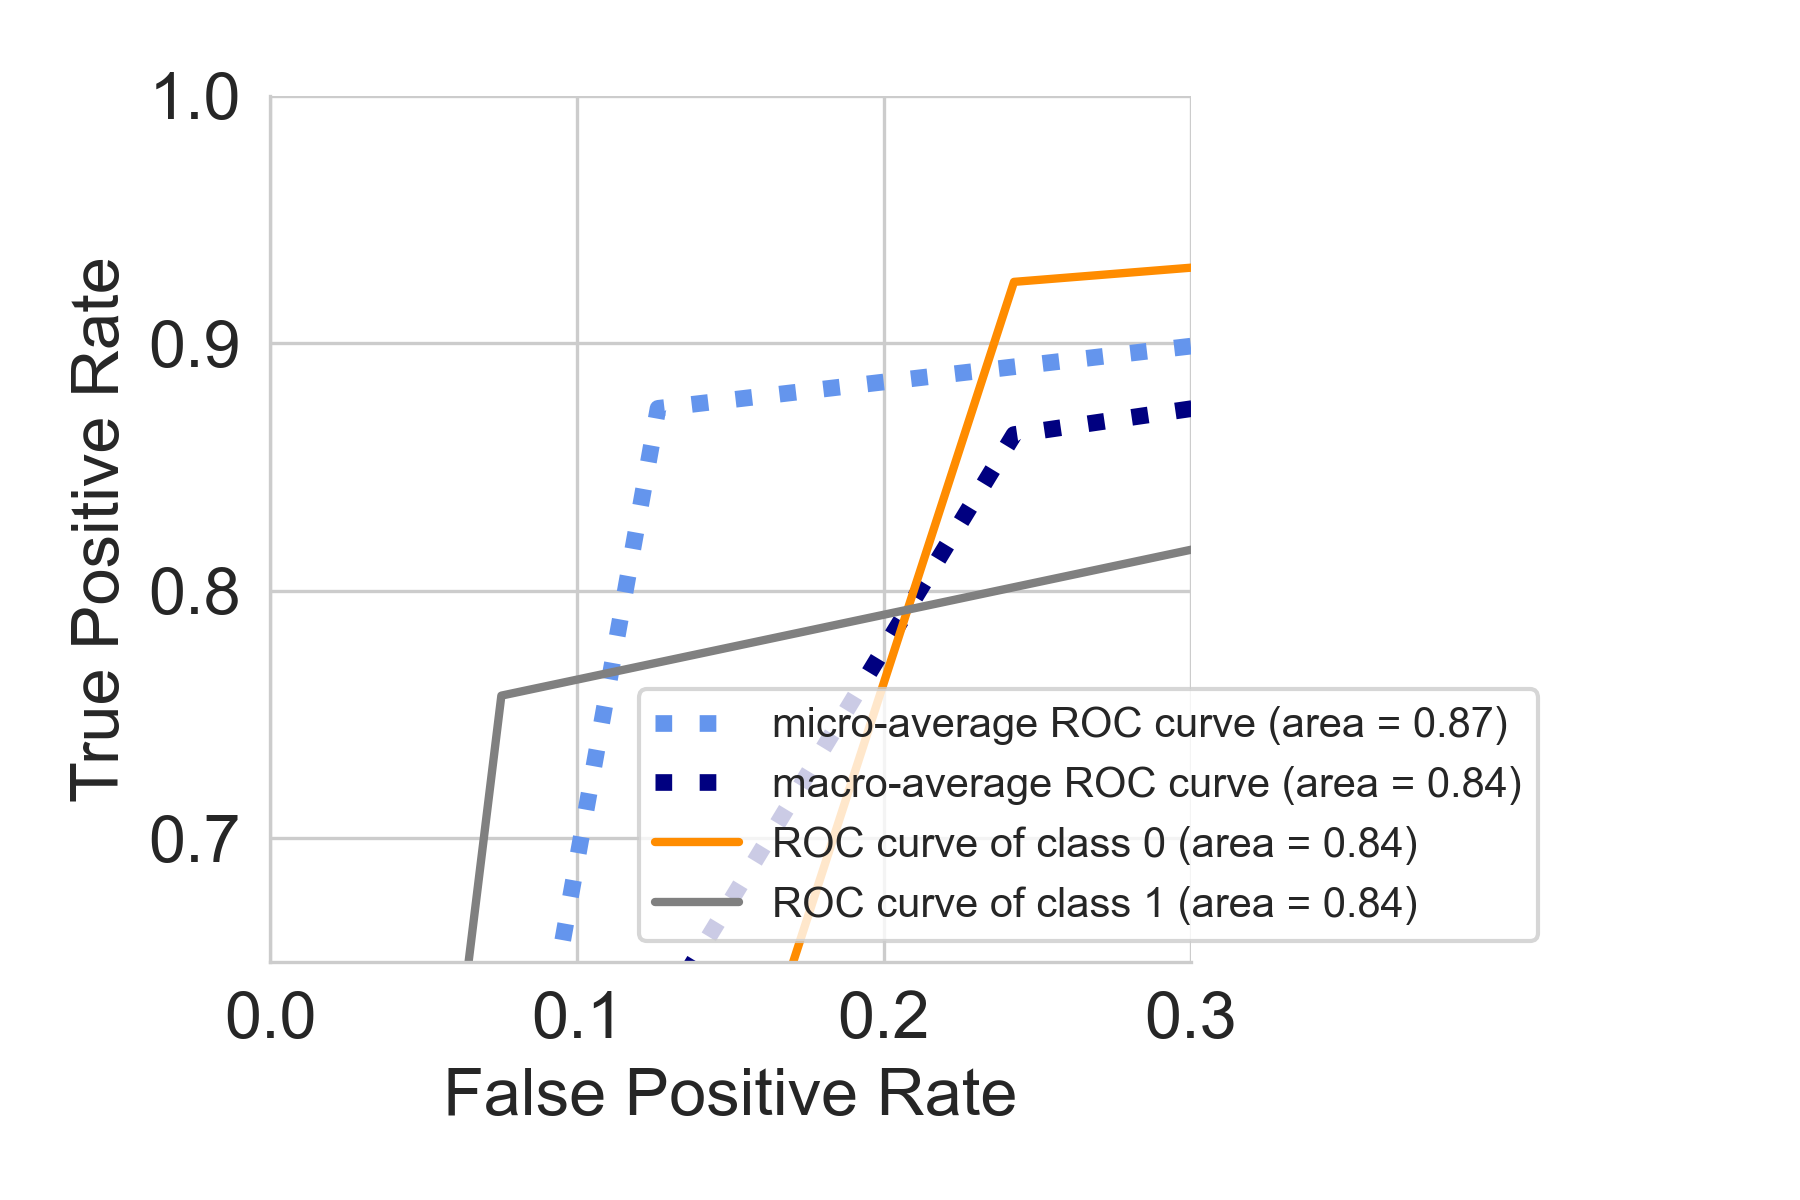 1.0
0.9
0.8
0.7
True Positive Rate
micro-average ROC curve (area = 0.87)
macro-average ROC curve (area = 0.84)
ROC curve of class 0 (area = 0.84)
ROC curve of class 1 (area = 0.84)
0.0 0.1 0.2 0.3
False Positive Rate